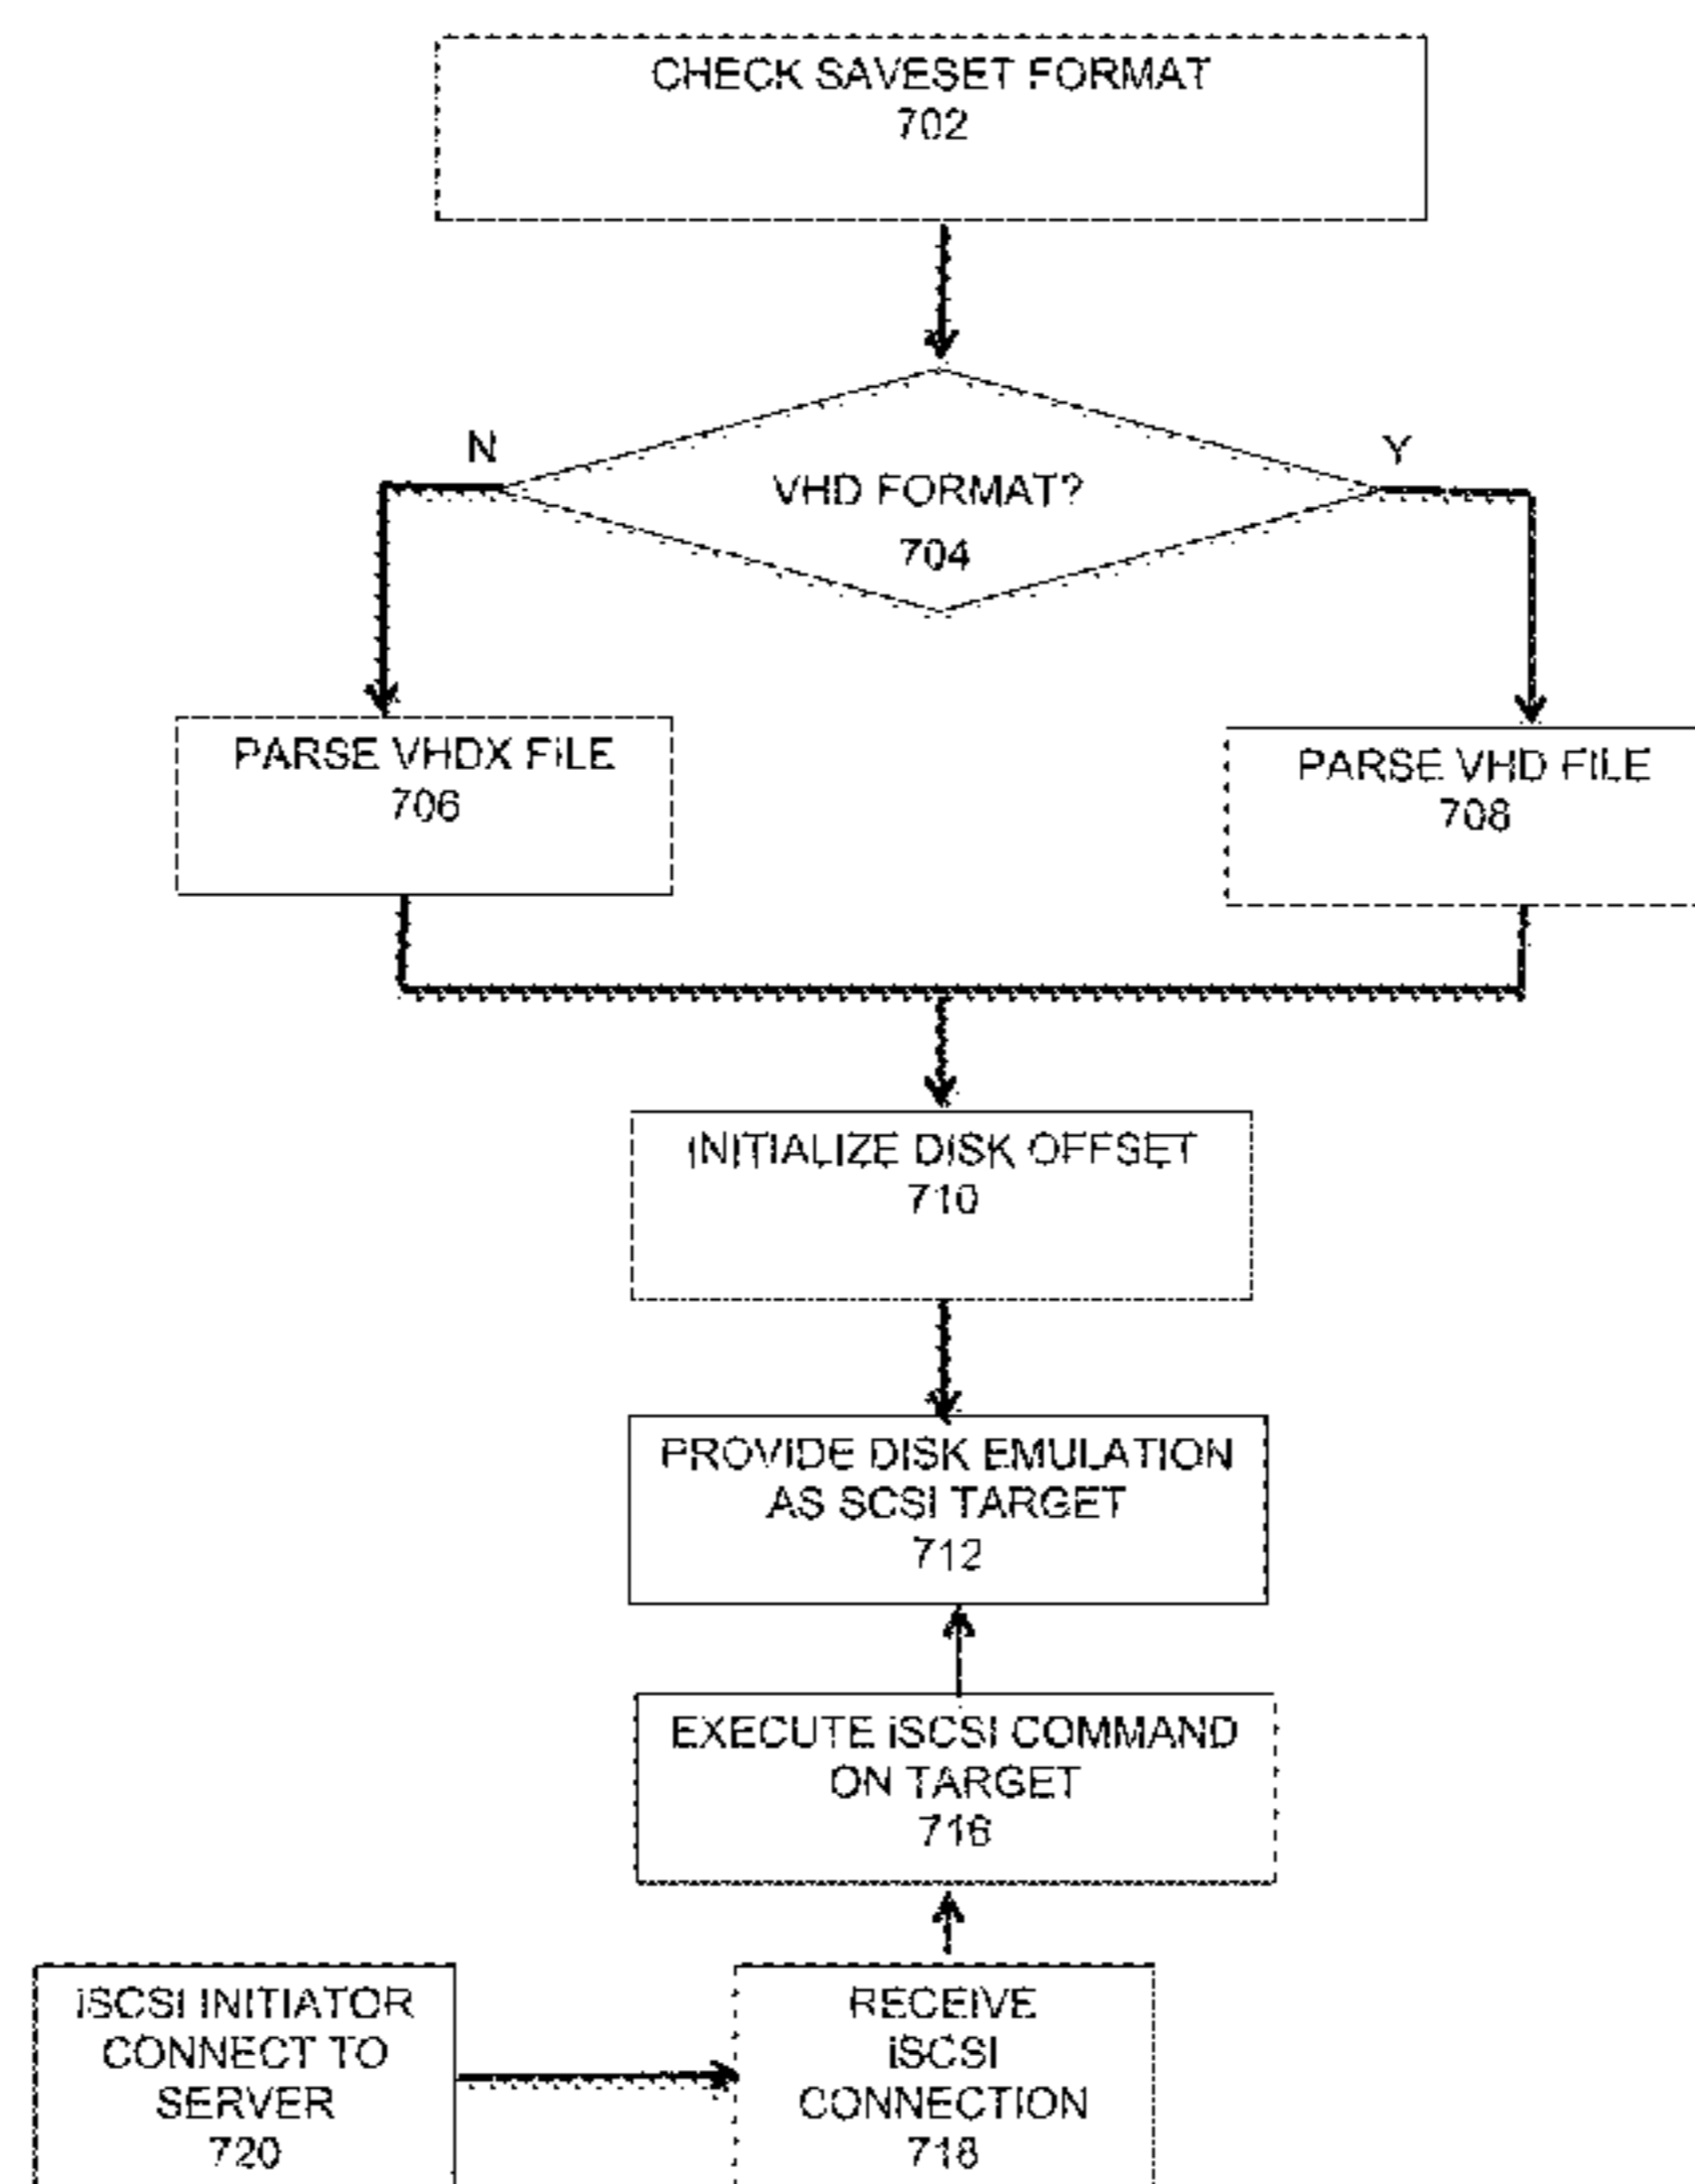 CHECK SAVESET FORMAT
702
N
Y
VHD FORMAT?
704
PARSE VHDX FILE
706
PARSE VHD FILE
708
INITIALIZE DISK OFFSET
710
PROVIDE DISK EMULATION
AS SCSI TARGET
712
EXECUTE iSCSI COMMAND
ON TARGET
716
iSCSI INITIATOR
CONNECT TO
SERVER
720
RECEIVE
iSCSI
CONNECTION
718